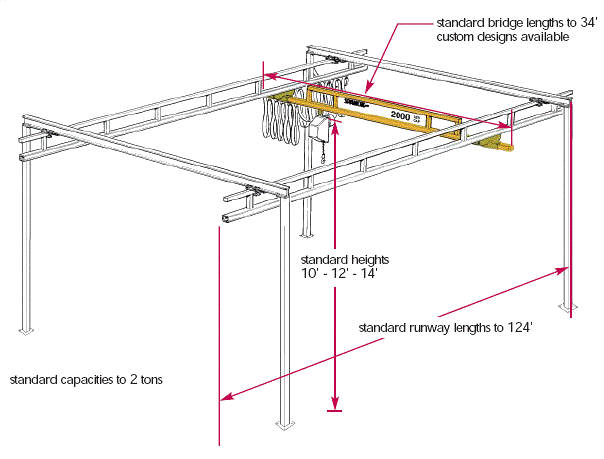 standard bridge lengths to 34'
custom designs available
2000
standard heights
10' - 12' - 14'
standard runway lengths to 124'
standard capacities to 2 tons